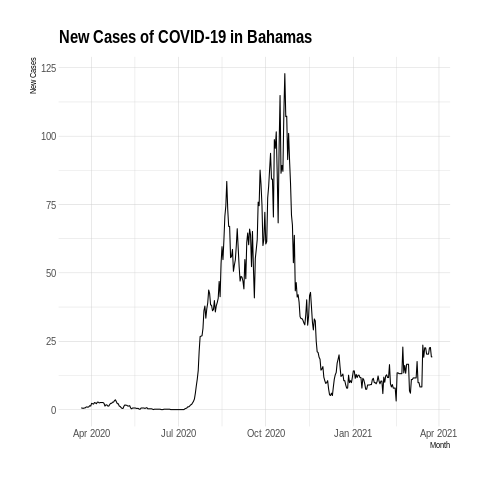 New Cases of COVID-19 in Bahamas
New Cases
125
100
75
50
25
0
Apr 2020
Jul 2020
Oct 2020
Jan 2021
Apr 2021
Month